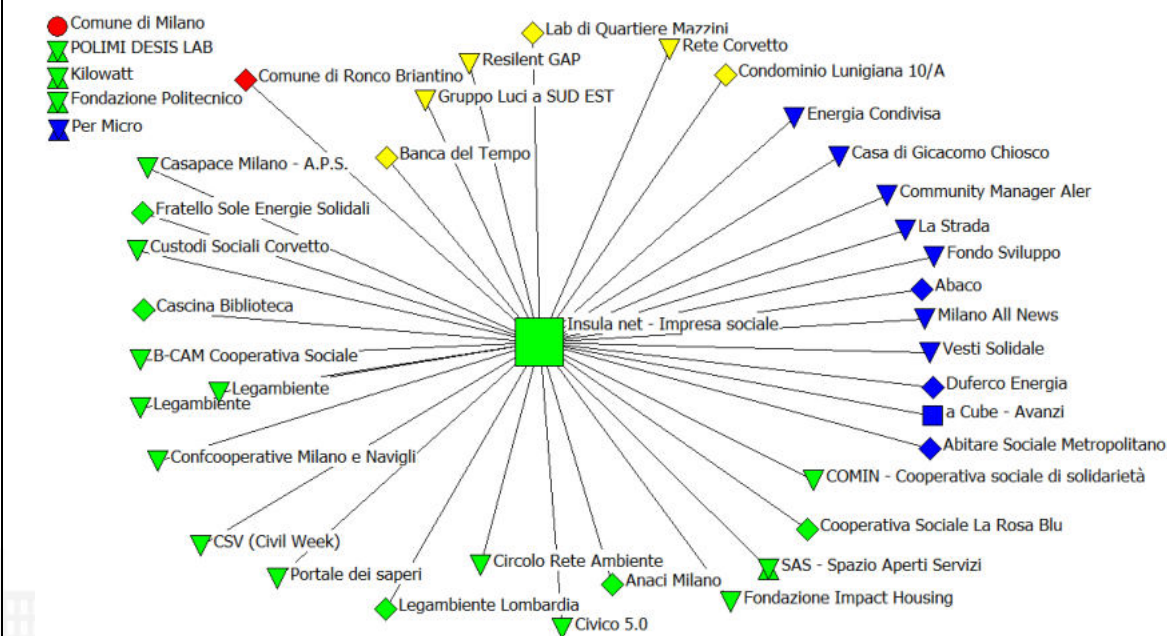 Comune di Milano
POLIMI DESIS LAB
Kilowatt
Fondazione Politecnico
Per Micro
Lab di Quartiere Mazzini
Rete Corvetto
Resilent GAP
Condominio Lunigiana 10/A
Comune di Ronco Briantino
Gruppo Luci a SUD EST
Energia Condivisa
Banca del Tempo
Casa di Gicacomo Chiosco
Casapace Milano - A.P.S.
Community Manager Aler
Fratello Sole Energie Solidali
La Strada
Custodi Sociali Corvetto
Fondo Sviluppo
Abaco
Cascina Biblioteca
Milano All News
Insula net - Impresa sociale
Vesti Solidale
B-CAM Cooperativa Sociale
Duferco Energia
Legambiente
Legambiente
a Cube - Avanzi
Abitare Sociale Metropolitano
Confcooperative Milano e Navigli
COMIN - Cooperativa sociale di solidarietà
Cooperativa Sociale La Rosa Blu
CSV (Civil Week)
Circolo Rete Ambiente
SAS - Spazio Aperti Servizi
Portale dei saperi
Anaci Milano
Fondazione Impact Housing
Legambiente Lombardia
Civico 5.0